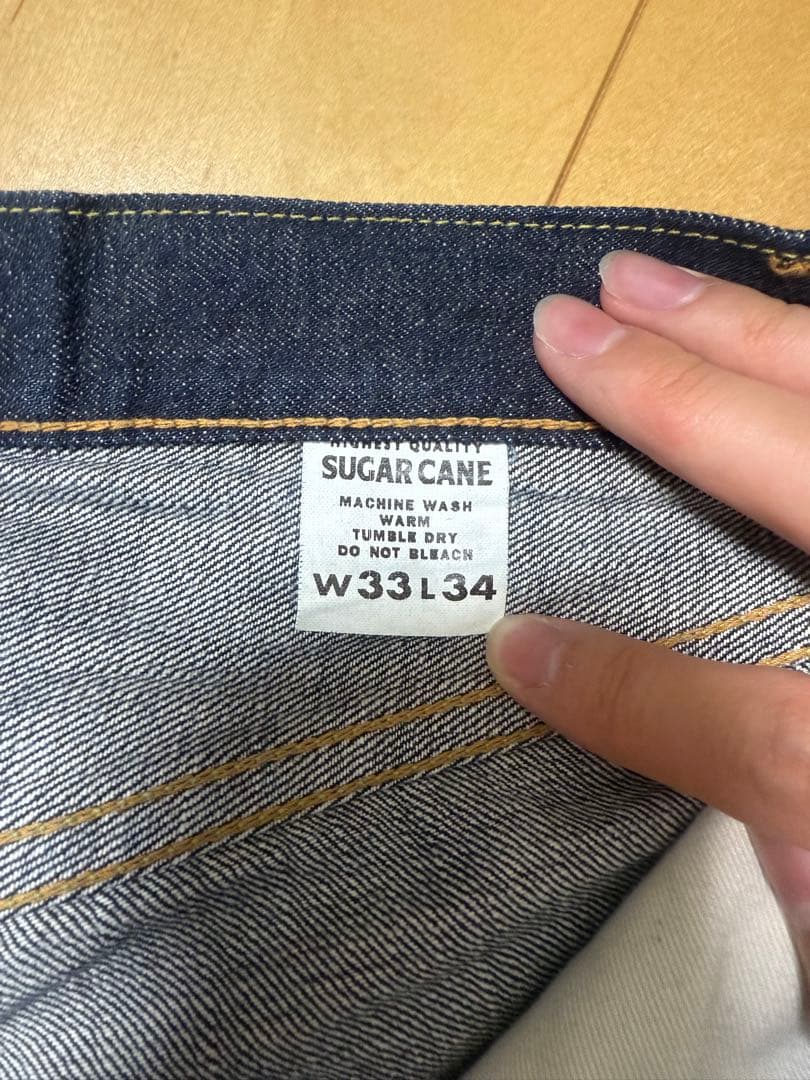 HIGHEST QUALITY
SUGAR CANE
MACHINE WASH
WARM
TUMBLE DRY
DO NOT BLEACH
W33 L34